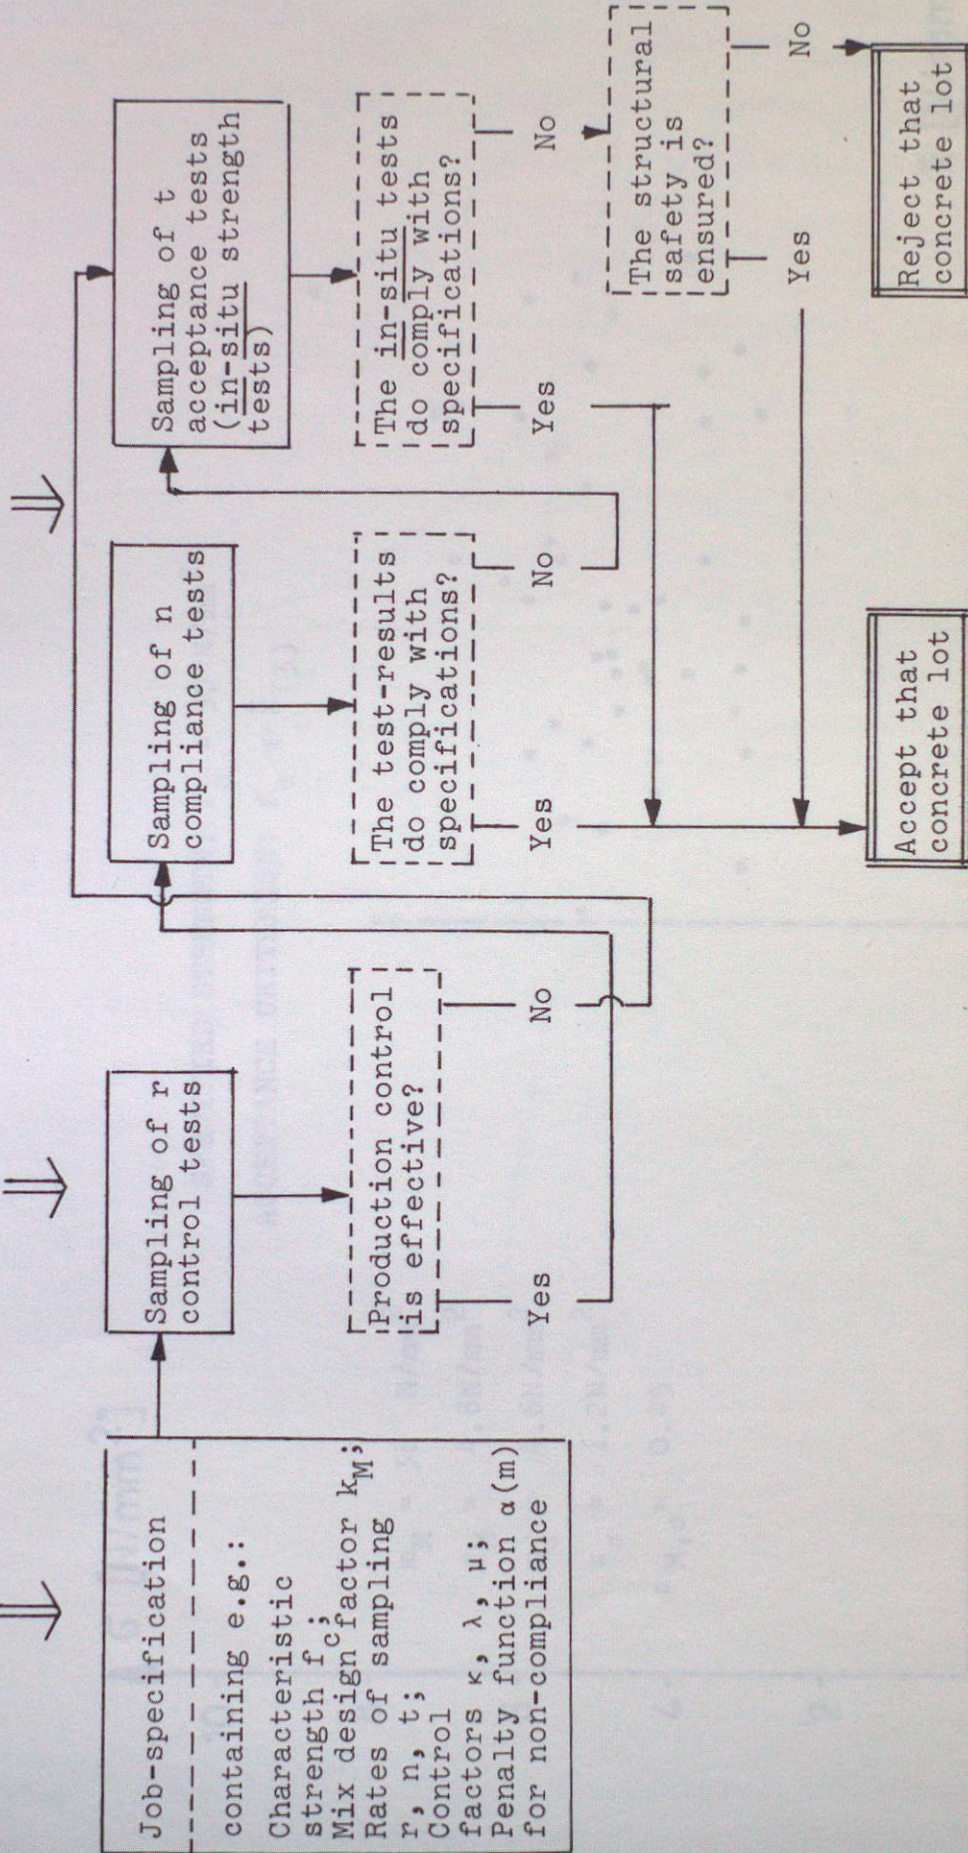 Job-specification
containing e.g.:
Characteristic
strength fc;
Mix design factor kM;
Rates of sampling
r, n, t;
Control
factors κ, λ, μ;
Penalty function α(m)
for non-compliance
Sampling of r
control tests
Production control
is effective?
Yes
No
Sampling of n
compliance tests
The test-results
do comply with
specifications?
Yes
No
Sampling of t
acceptance tests
(in-situ strength
tests)
The in-situ tests
do comply with
specifications?
Yes
No
The structural
safety is
ensured?
Yes
No
Accept that
concrete lot
Reject that
concrete lot